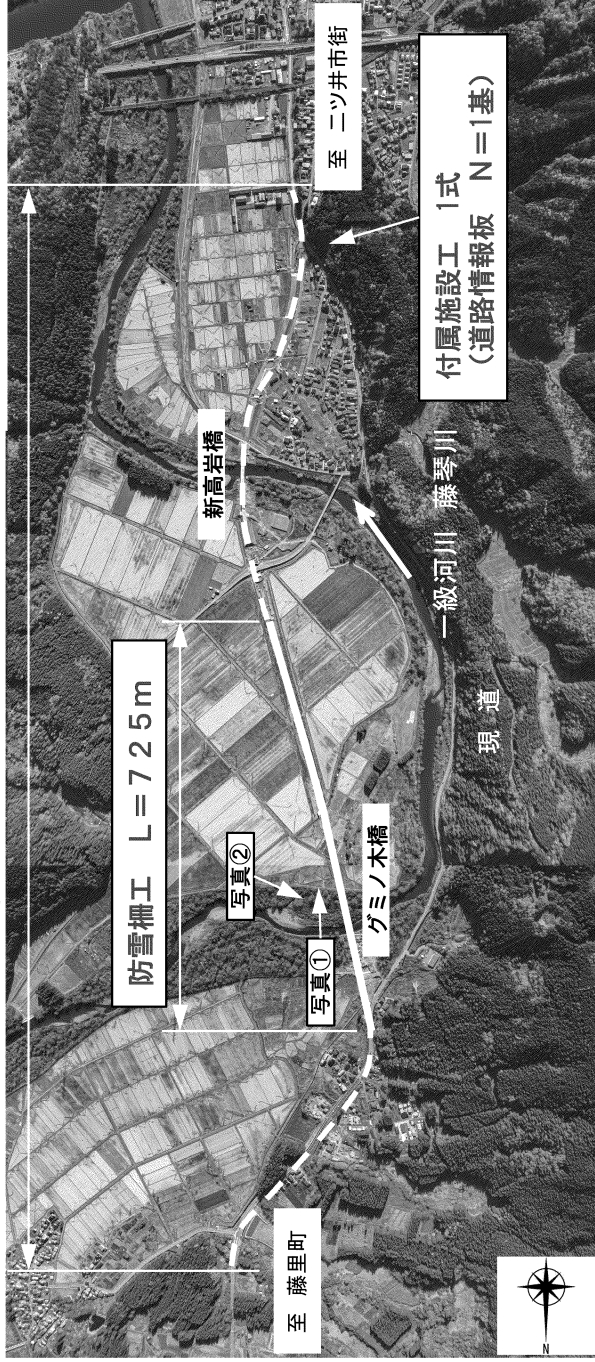 至 藤里町
防雪柵工 L=725m
写真①
写真②
グミノ木橋
新高岩橋
現道
一級河川 藤琴川
付属施設工 1式
(道路情報板 N=1基)
至 二ツ井市街
N